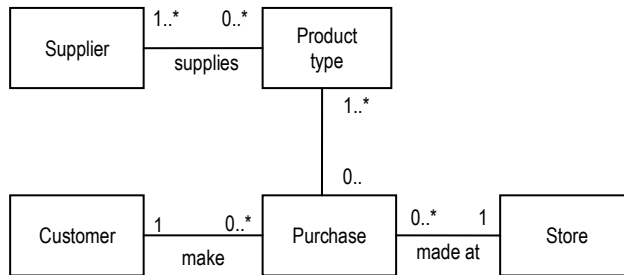 1..* 0..*
Supplier
Product
type
supplies
1..*
0..
Customer
1 0..*
make
Purchase
0..* 1
made at
Store